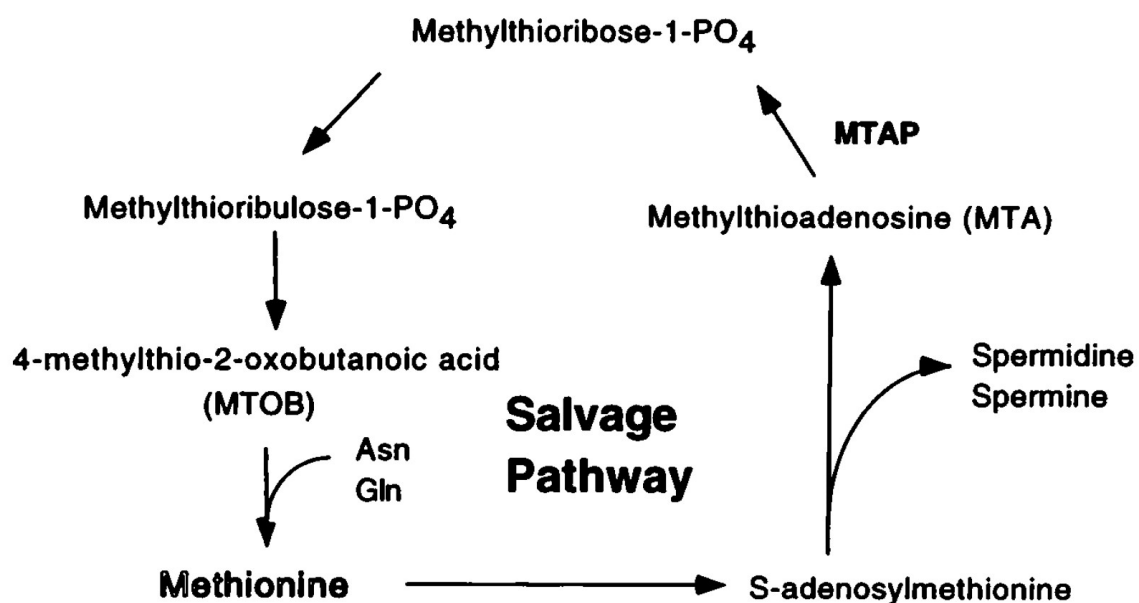 Methylthioribose-1-PO4
MTAP
Methylthioribulose-1-PO4
Methylthioadenosine (MTA)
4-methylthio-2-oxobutanoic acid
(MTOB)
Spermidine
Spermine
Salvage
Pathway
Asn
Gln
Methionine
S-adenosylmethionine